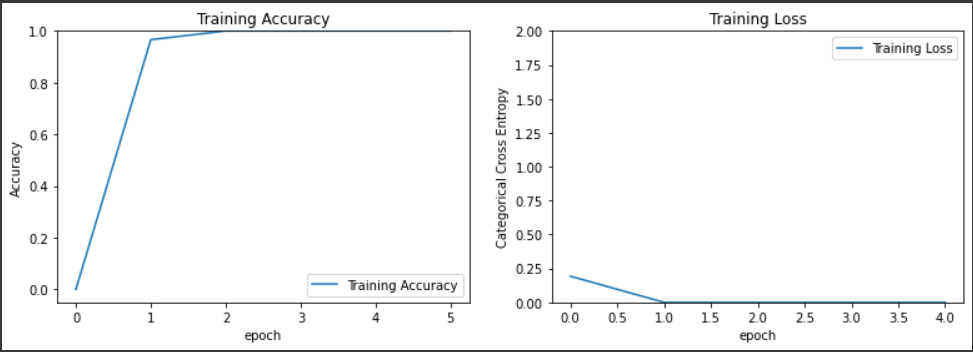 Training Accuracy
1.0
0.8
0.6
0.4
0.2
0.0
Accuracy
Training Accuracy
0 1 2 3 4 5
epoch
Training Loss
2.00
1.75
1.50
1.25
1.00
0.75
0.50
0.25
0.00
Categorical Cross Entropy
Training Loss
0.0 0.5 1.0 1.5 2.0 2.5 3.0 3.5 4.0
epoch